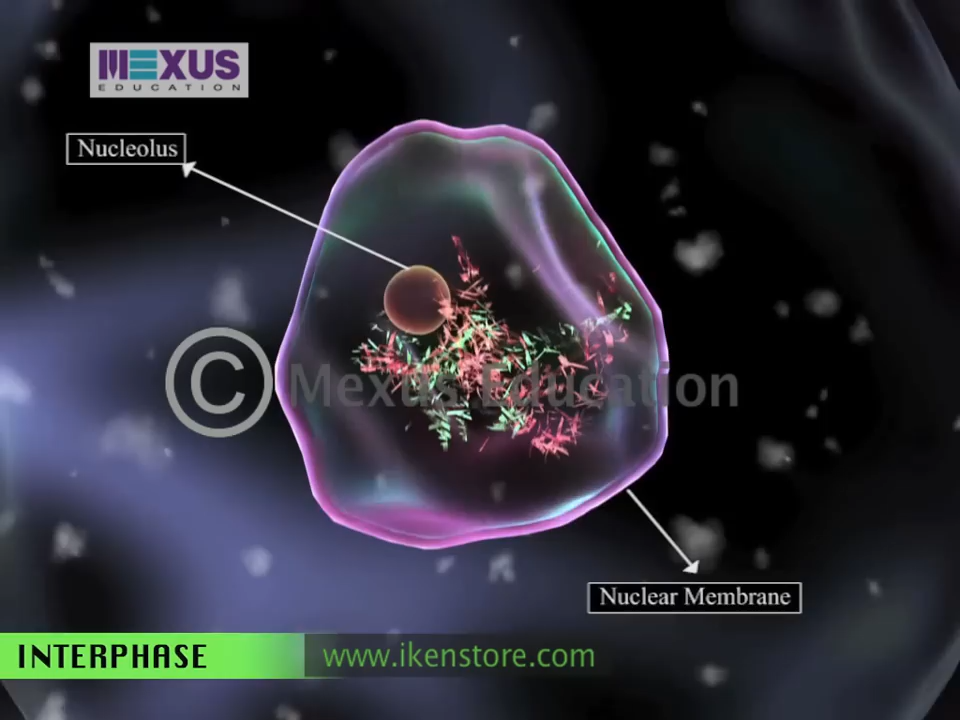 MEXUS
EDUCATION
Nucleolus
© Mexus Education
Nuclear Membrane
INTERPHASE
www.ikenstore.com